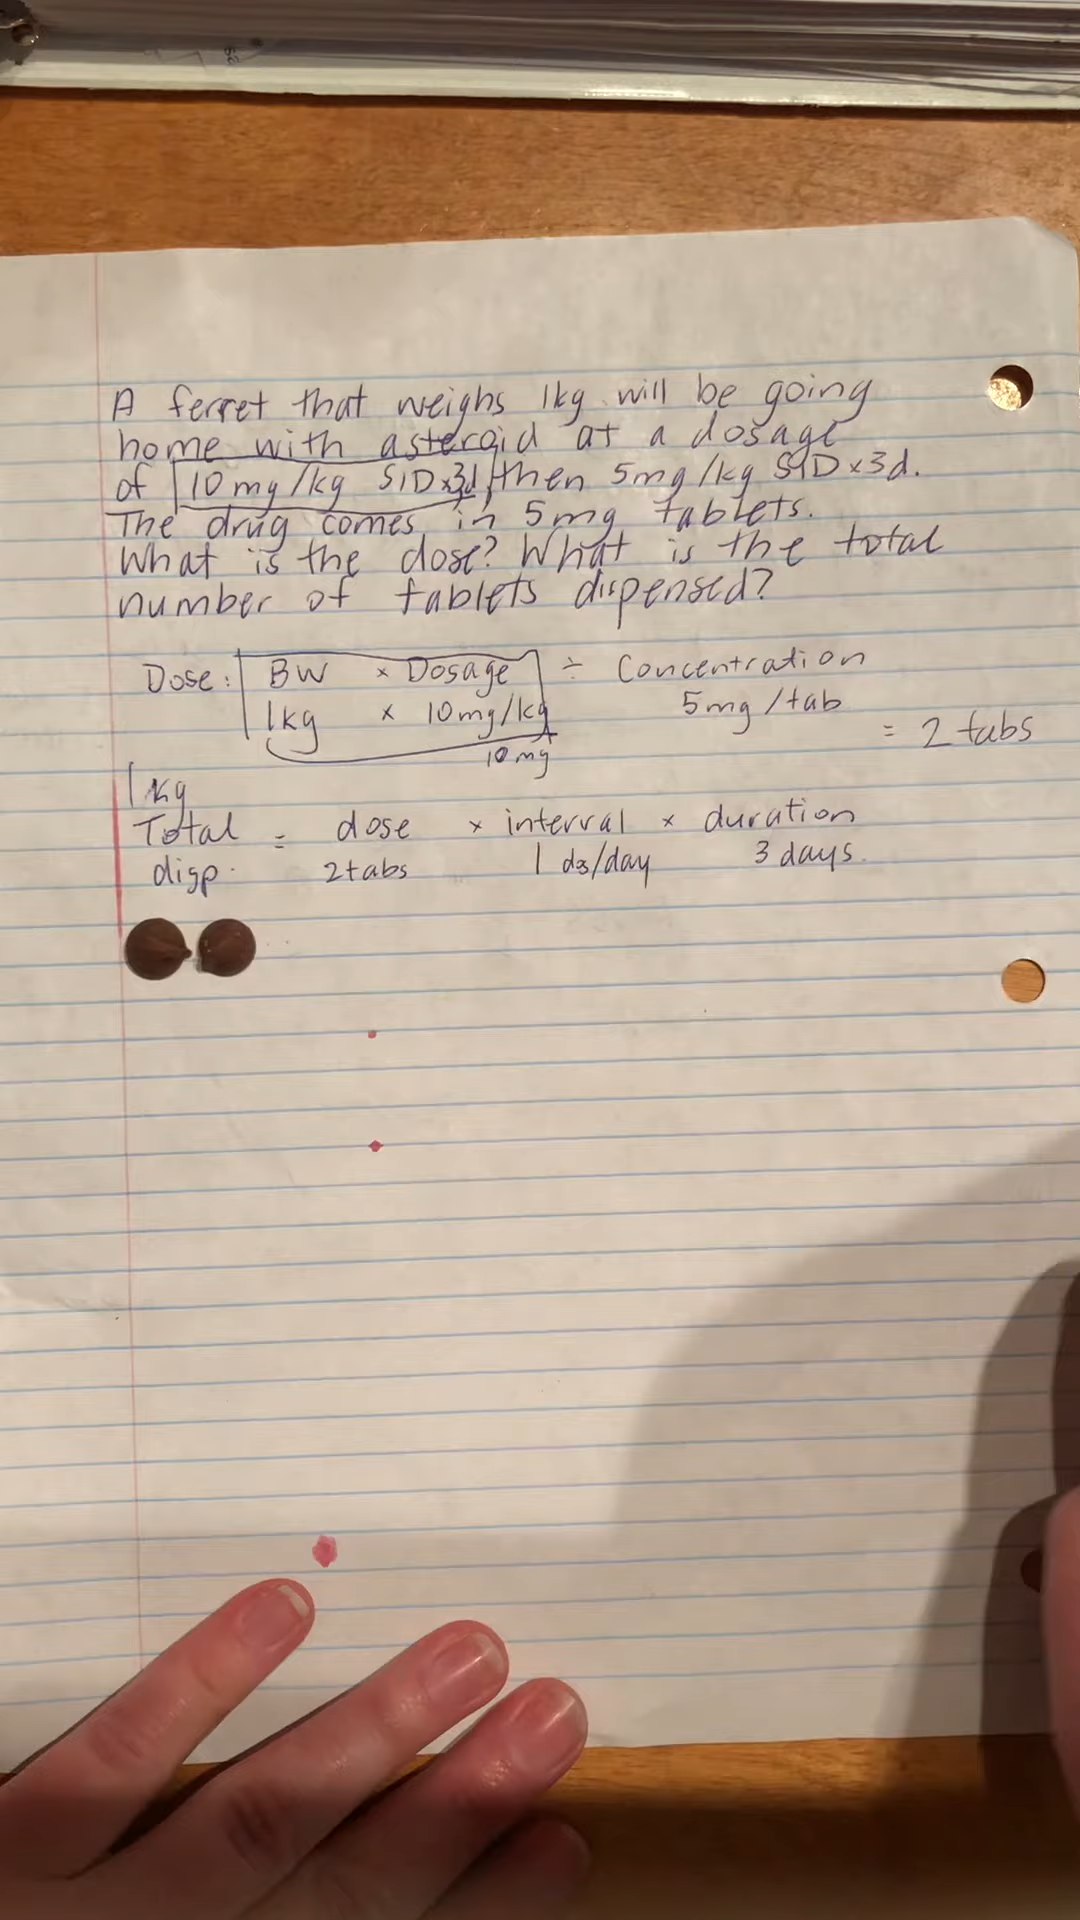 A ferret that weighs 1kg will be going
home with asteroid at a dosage
of 10mg/kg SID x3d, then 5mg/kg SID x3d.
The drug comes in 5mg tablets.
What is the dose? What is the total
number of tablets dispensed?
Dose: BW x Dosage ÷ Concentration
1kg x 10mg/kg 5mg/tab
= 2 tabs
10mg
1kg
Total = dose x interval x duration
disp. 2tabs 1 ds/day 3 days